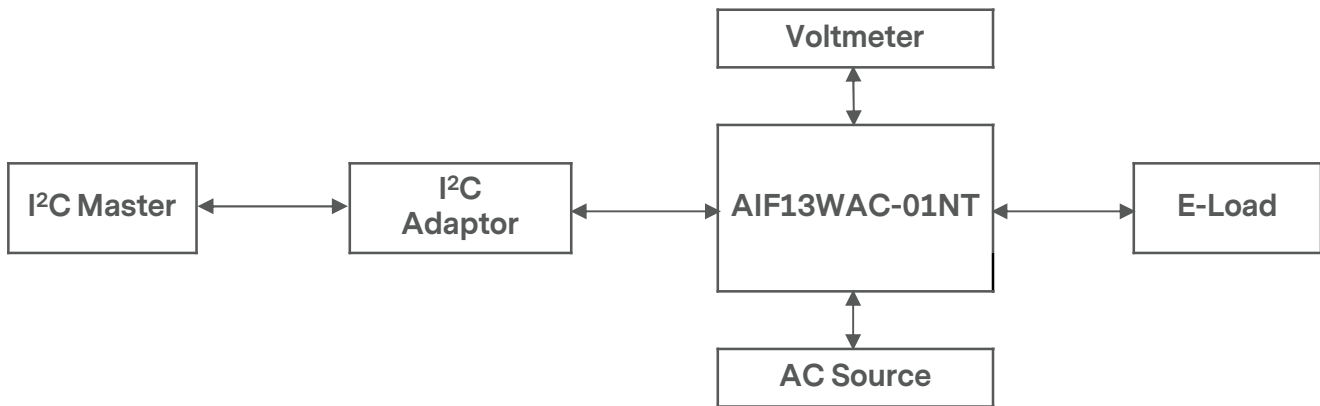 Voltmeter
I²C Master
I²C
Adaptor
AIF13WAC-01NT
E-Load
AC Source